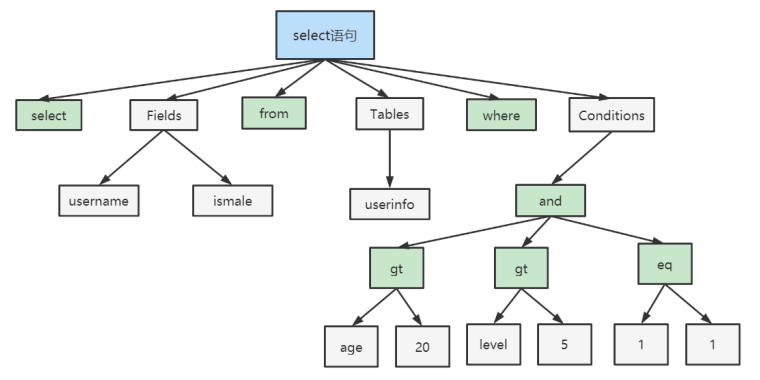 select语句
select
Fields
from
Tables
where
Conditions
username
ismale
userinfo
and
gt
gt
eq
age
20
level
5
1
1